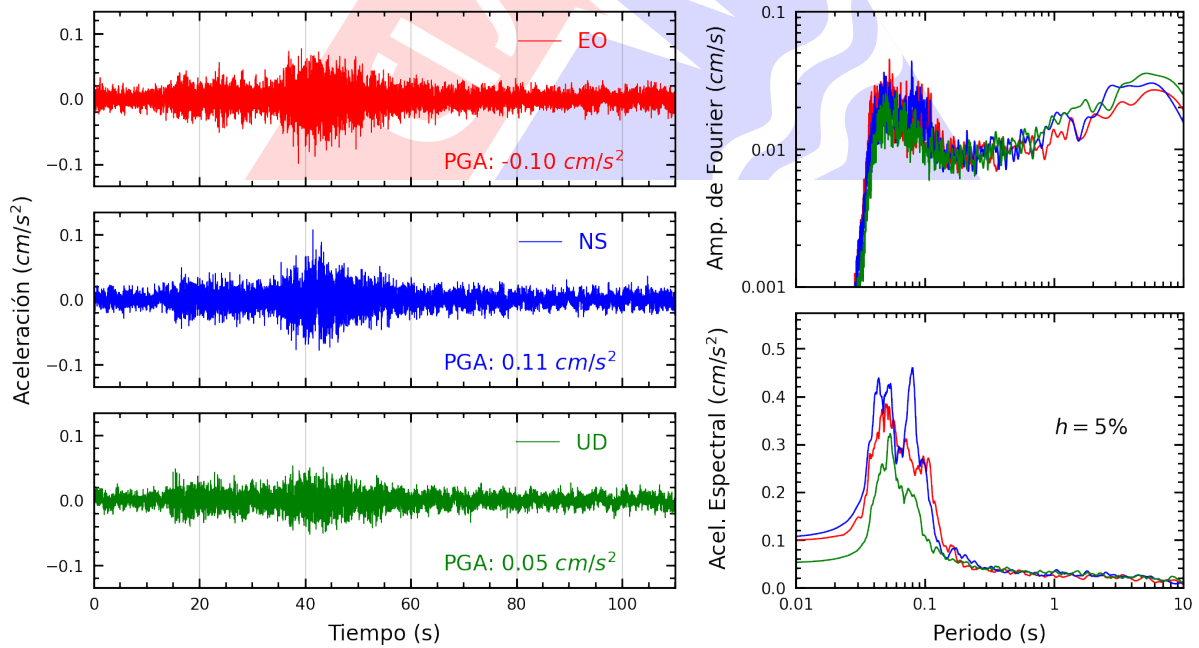 Aceleración (cm/s²)
0.1
0.0
−0.1
EO
PGA: -0.10 cm/s²
0.1
0.0
−0.1
NS
PGA: 0.11 cm/s²
0.1
0.0
−0.1
UD
PGA: 0.05 cm/s²
0 20 40 60 80 100
Tiempo (s)
Amp. de Fourier (cm/s)
0.1
0.01
0.001
Acel. Espectral (cm/s²)
0.5
0.4
0.3
0.2
0.1
0.0
h = 5%
0.01 0.1 1 10
Periodo (s)